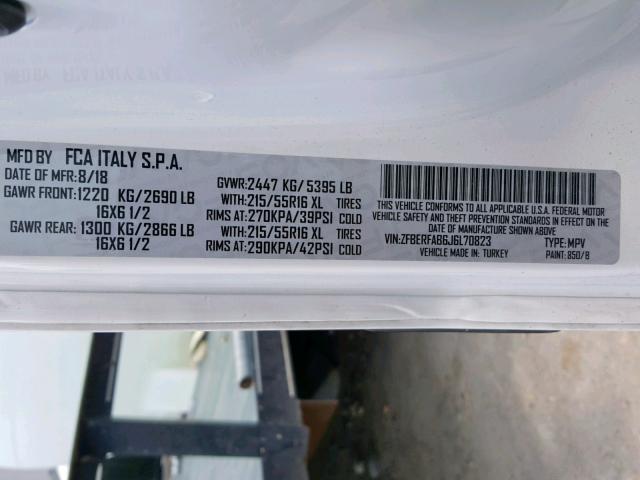 MFD BY FCA ITALY S.P.A.
DATE OF MFR: 8/18
GAWR FRONT: 1220 KG/2690 LB
16X6 1/2
GAWR REAR: 1300 KG/2866 LB
16X6 1/2
GVWR:2447 KG/5395 LB
WITH:215/55R16 XL TIRES
RIMS AT:270KPA/39PSI COLD
WITH:215/55R16 XL TIRES
RIMS AT:290KPA/42PSI COLD
THIS VEHICLE CONFORMS TO ALL APPLICABLE U.S.A. FEDERAL MOTOR
VEHICLE SAFETY AND THEFT PREVENTION STANDARDS IN EFFECT ON
THE DATE OF MANUFACTURE SHOWN ABOVE.
VIN:ZFBERFAB6J6L70823 TYPE: MPV
VEHICLE MADE IN: TURKEY PAINT: 850/B